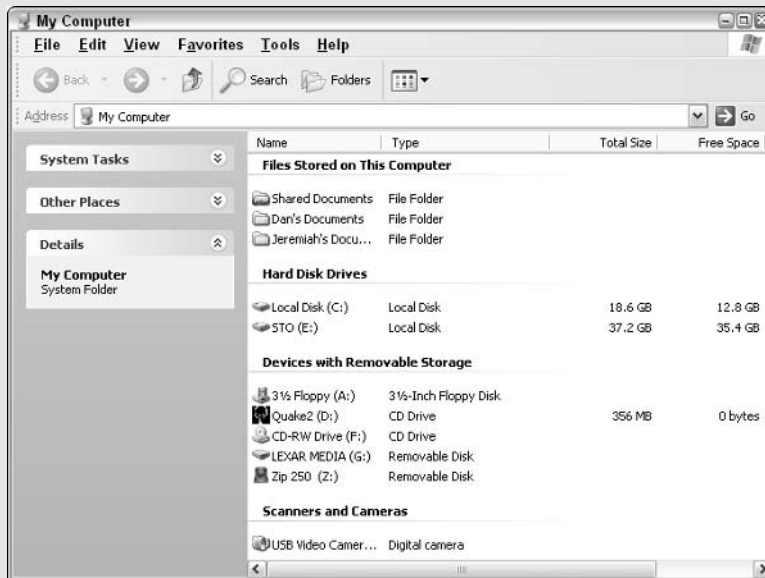 My Computer
File Edit View Favorites Tools Help
Back Search Folders
Address My Computer Go
System Tasks
Other Places
Details
My Computer
System Folder
Name Type Total Size Free Space
Files Stored on This Computer
Shared Documents File Folder
Dan's Documents File Folder
Jeremiah's Docu... File Folder
Hard Disk Drives
Local Disk (C:) Local Disk 18.6 GB 12.8 GB
STO (E:) Local Disk 37.2 GB 35.4 GB
Devices with Removable Storage
3½ Floppy (A:) 3½-Inch Floppy Disk
Quake2 (D:) CD Drive 356 MB 0 bytes
CD-RW Drive (F:) CD Drive
LEXAR MEDIA (G:) Removable Disk
Zip 250 (Z:) Removable Disk
Scanners and Cameras
USB Video Camer... Digital camera